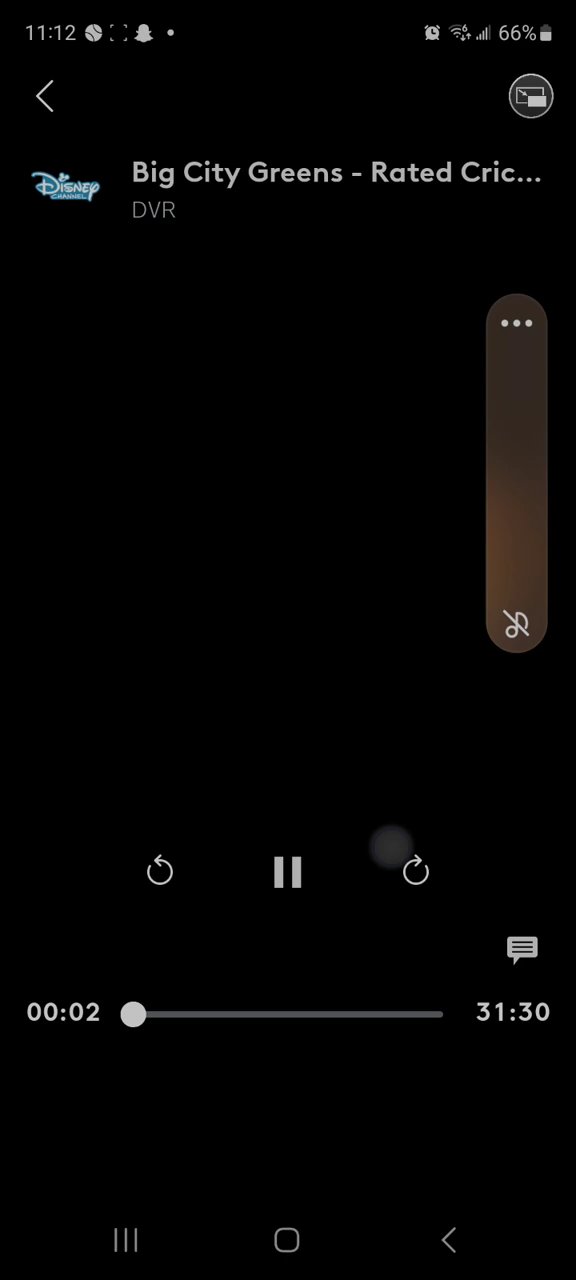 11:12
66%
Disney
CHANNEL
Big City Greens - Rated Cric...
DVR
00:02
31:30